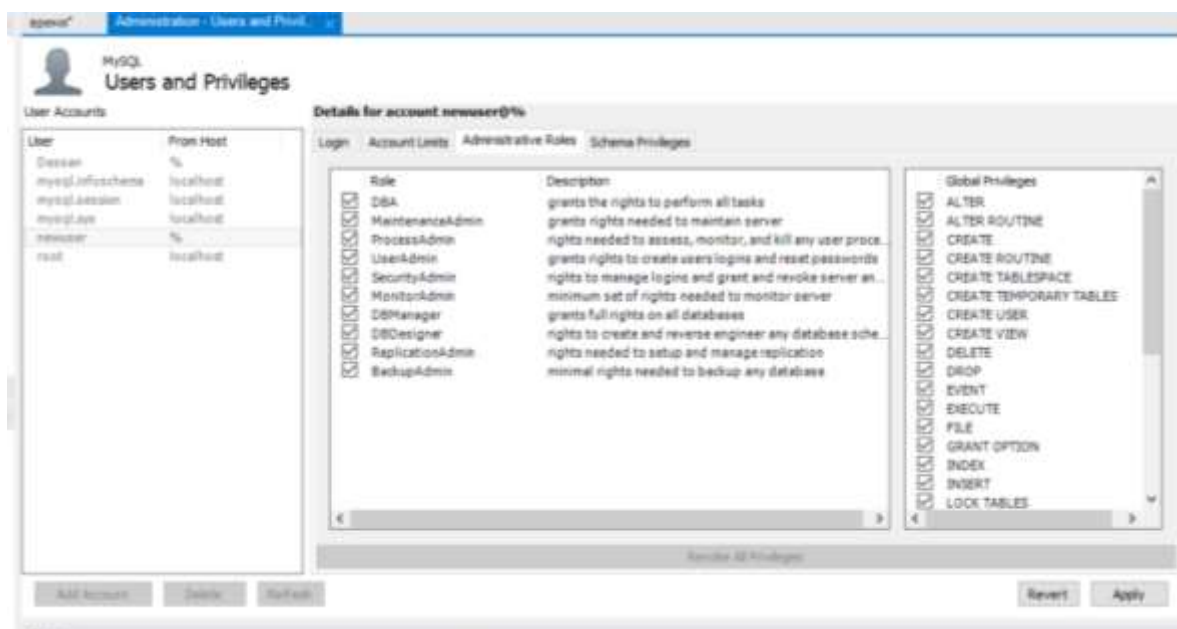 Administration - Users and Privil..
MySQL
Users and Privileges
User Accounts
User From Host
%
mysql.infoschema localhost
mysql.session localhost
mysql.sys localhost
newuser %
root localhost
Add Account Delete Refresh
Details for account newuser@%
Login Account Limits Administrative Roles Schema Privileges
Role Description
DBA grants the rights to perform all tasks
MaintenanceAdmin grants rights needed to maintain server
ProcessAdmin rights needed to assess, monitor, and kill any user proce...
UserAdmin grants rights to create users logins and reset passwords
SecurityAdmin rights to manage logins and grant and revoke server an...
MonitorAdmin minimum set of rights needed to monitor server
DBManager grants full rights on all databases
DBDesigner rights to create and reverse engineer any database sche...
ReplicationAdmin rights needed to setup and manage replication
BackupAdmin minimal rights needed to backup any database
Global Privileges
ALTER
ALTER ROUTINE
CREATE
CREATE ROUTINE
CREATE TABLESPACE
CREATE TEMPORARY TABLES
CREATE USER
CREATE VIEW
DELETE
DROP
EVENT
EXECUTE
FILE
GRANT OPTION
INDEX
INSERT
LOCK TABLES
Revoke All Privileges
Revert Apply